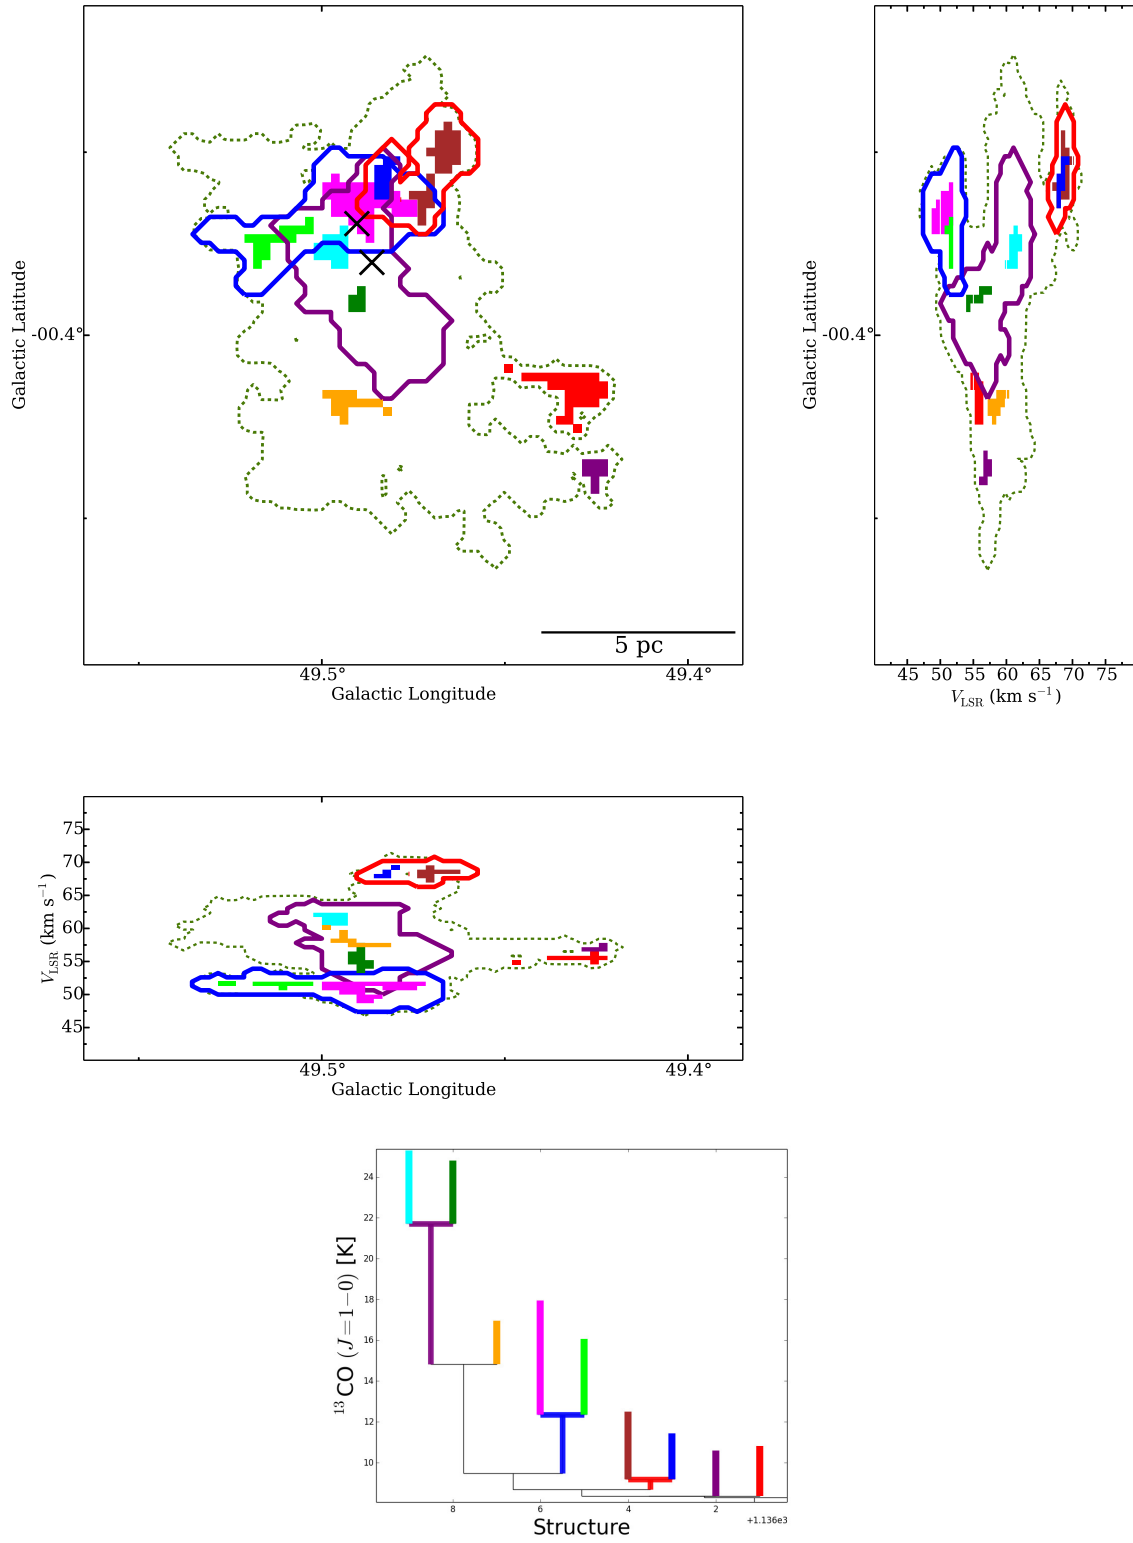 Galactic Latitude
-00.4°
5 pc
49.5°
49.4°
Galactic Longitude
Galactic Latitude
-00.4°
45 50 55 60 65 70 75
V_LSR (km s⁻¹)
V_LSR (km s⁻¹)
75
70
65
60
55
50
45
49.5°
49.4°
Galactic Longitude
¹³CO (J=1−0) [K]
24
22
20
18
16
14
12
10
8 6 4 2
+1.136e3
Structure